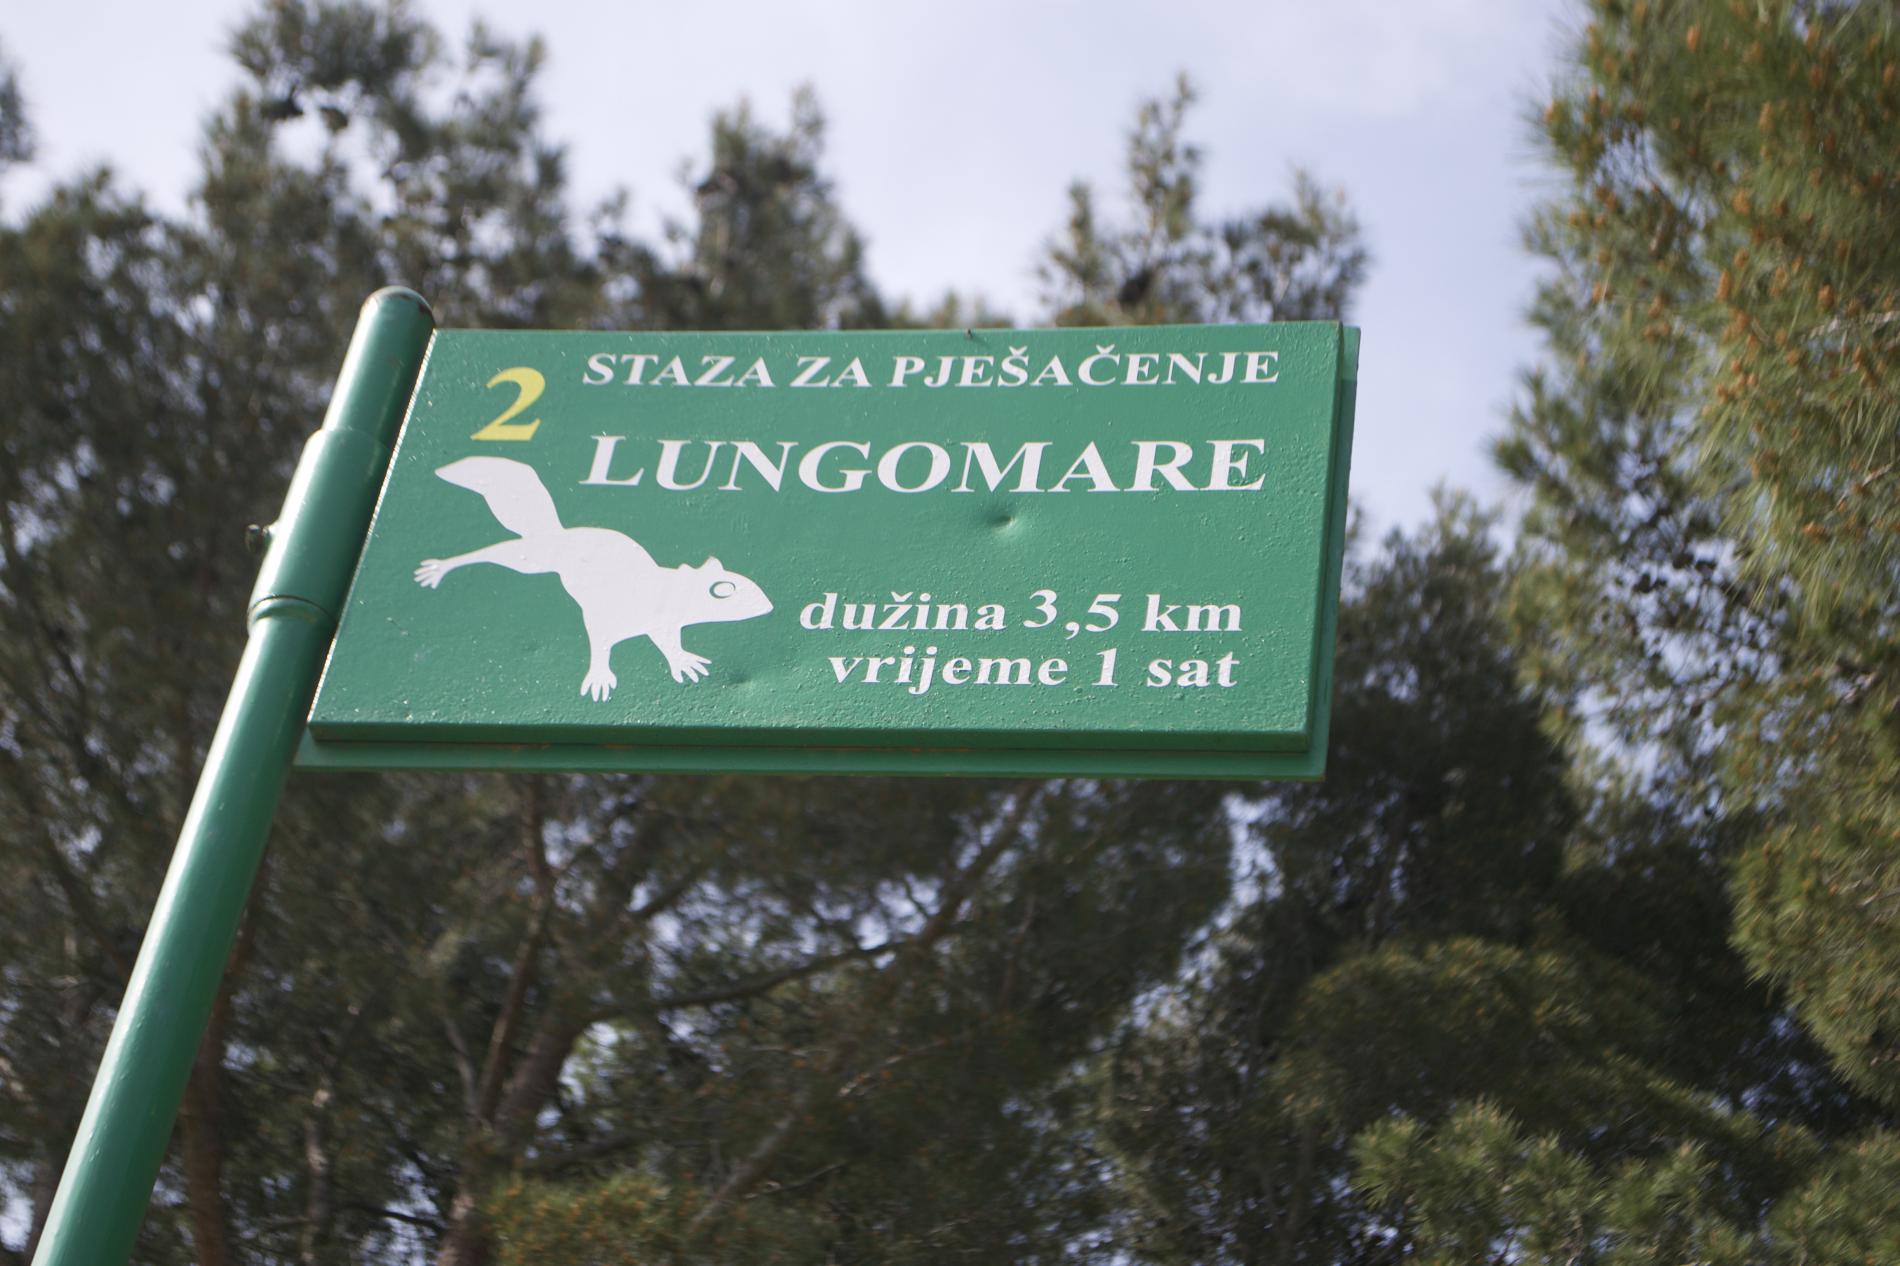 2
STAZA ZA PJEŠAČENJE
LUNGOMARE
dužina 3,5 km
vrijeme 1 sat